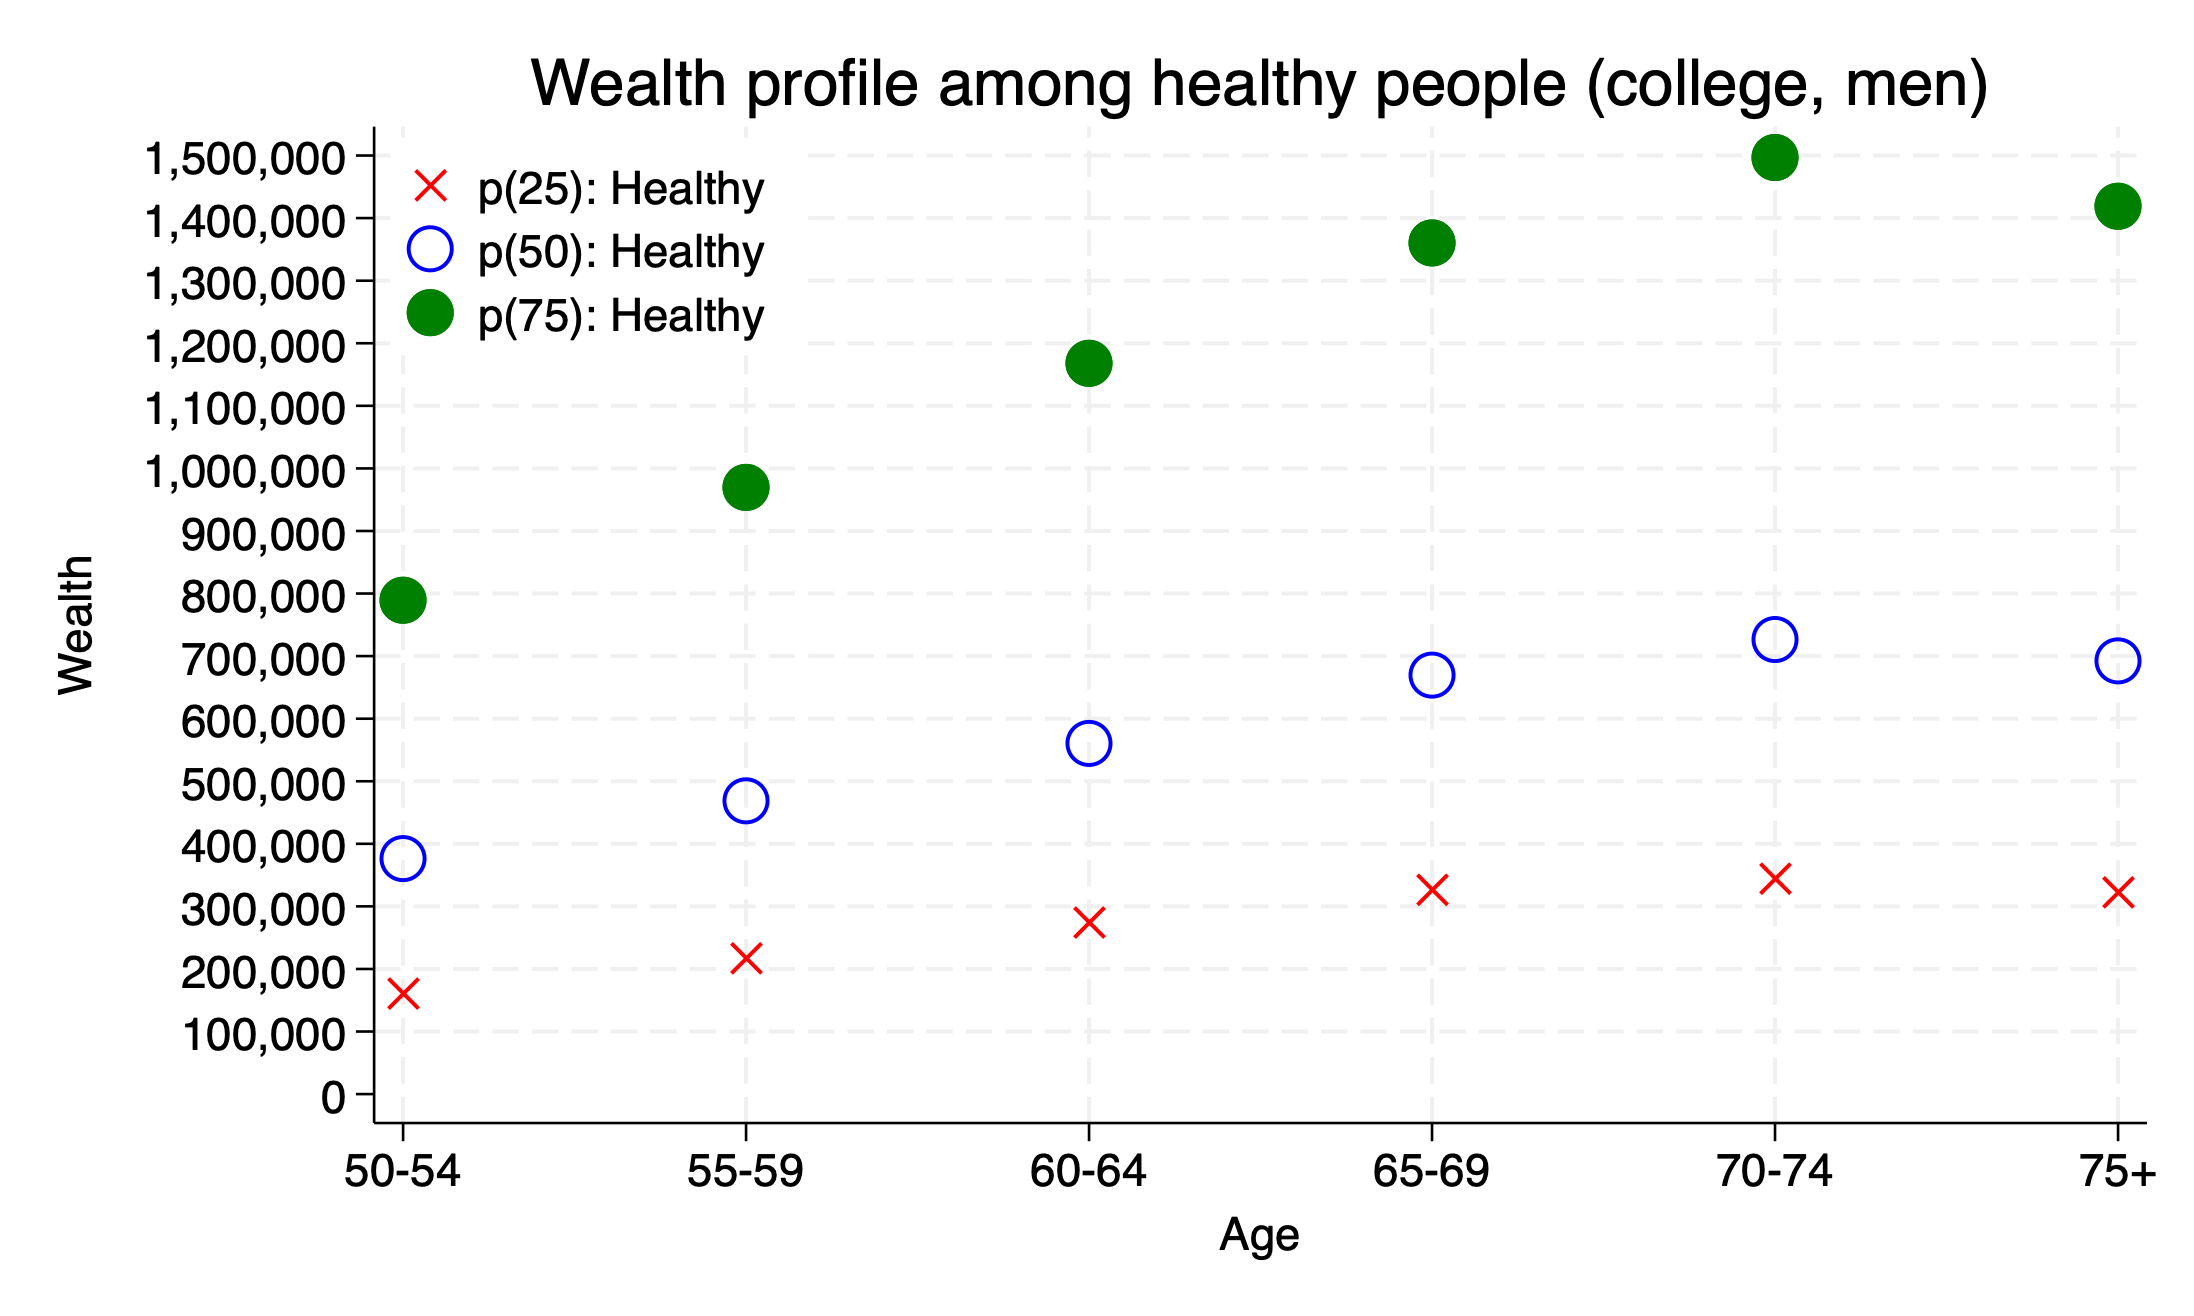 Wealth profile among healthy people (college, men)
1,500,000
1,400,000
1,300,000
1,200,000
1,100,000
1,000,000
900,000
800,000
700,000
600,000
500,000
400,000
300,000
200,000
100,000
0
Wealth
p(25): Healthy
p(50): Healthy
p(75): Healthy
50-54 55-59 60-64 65-69 70-74 75+
Age